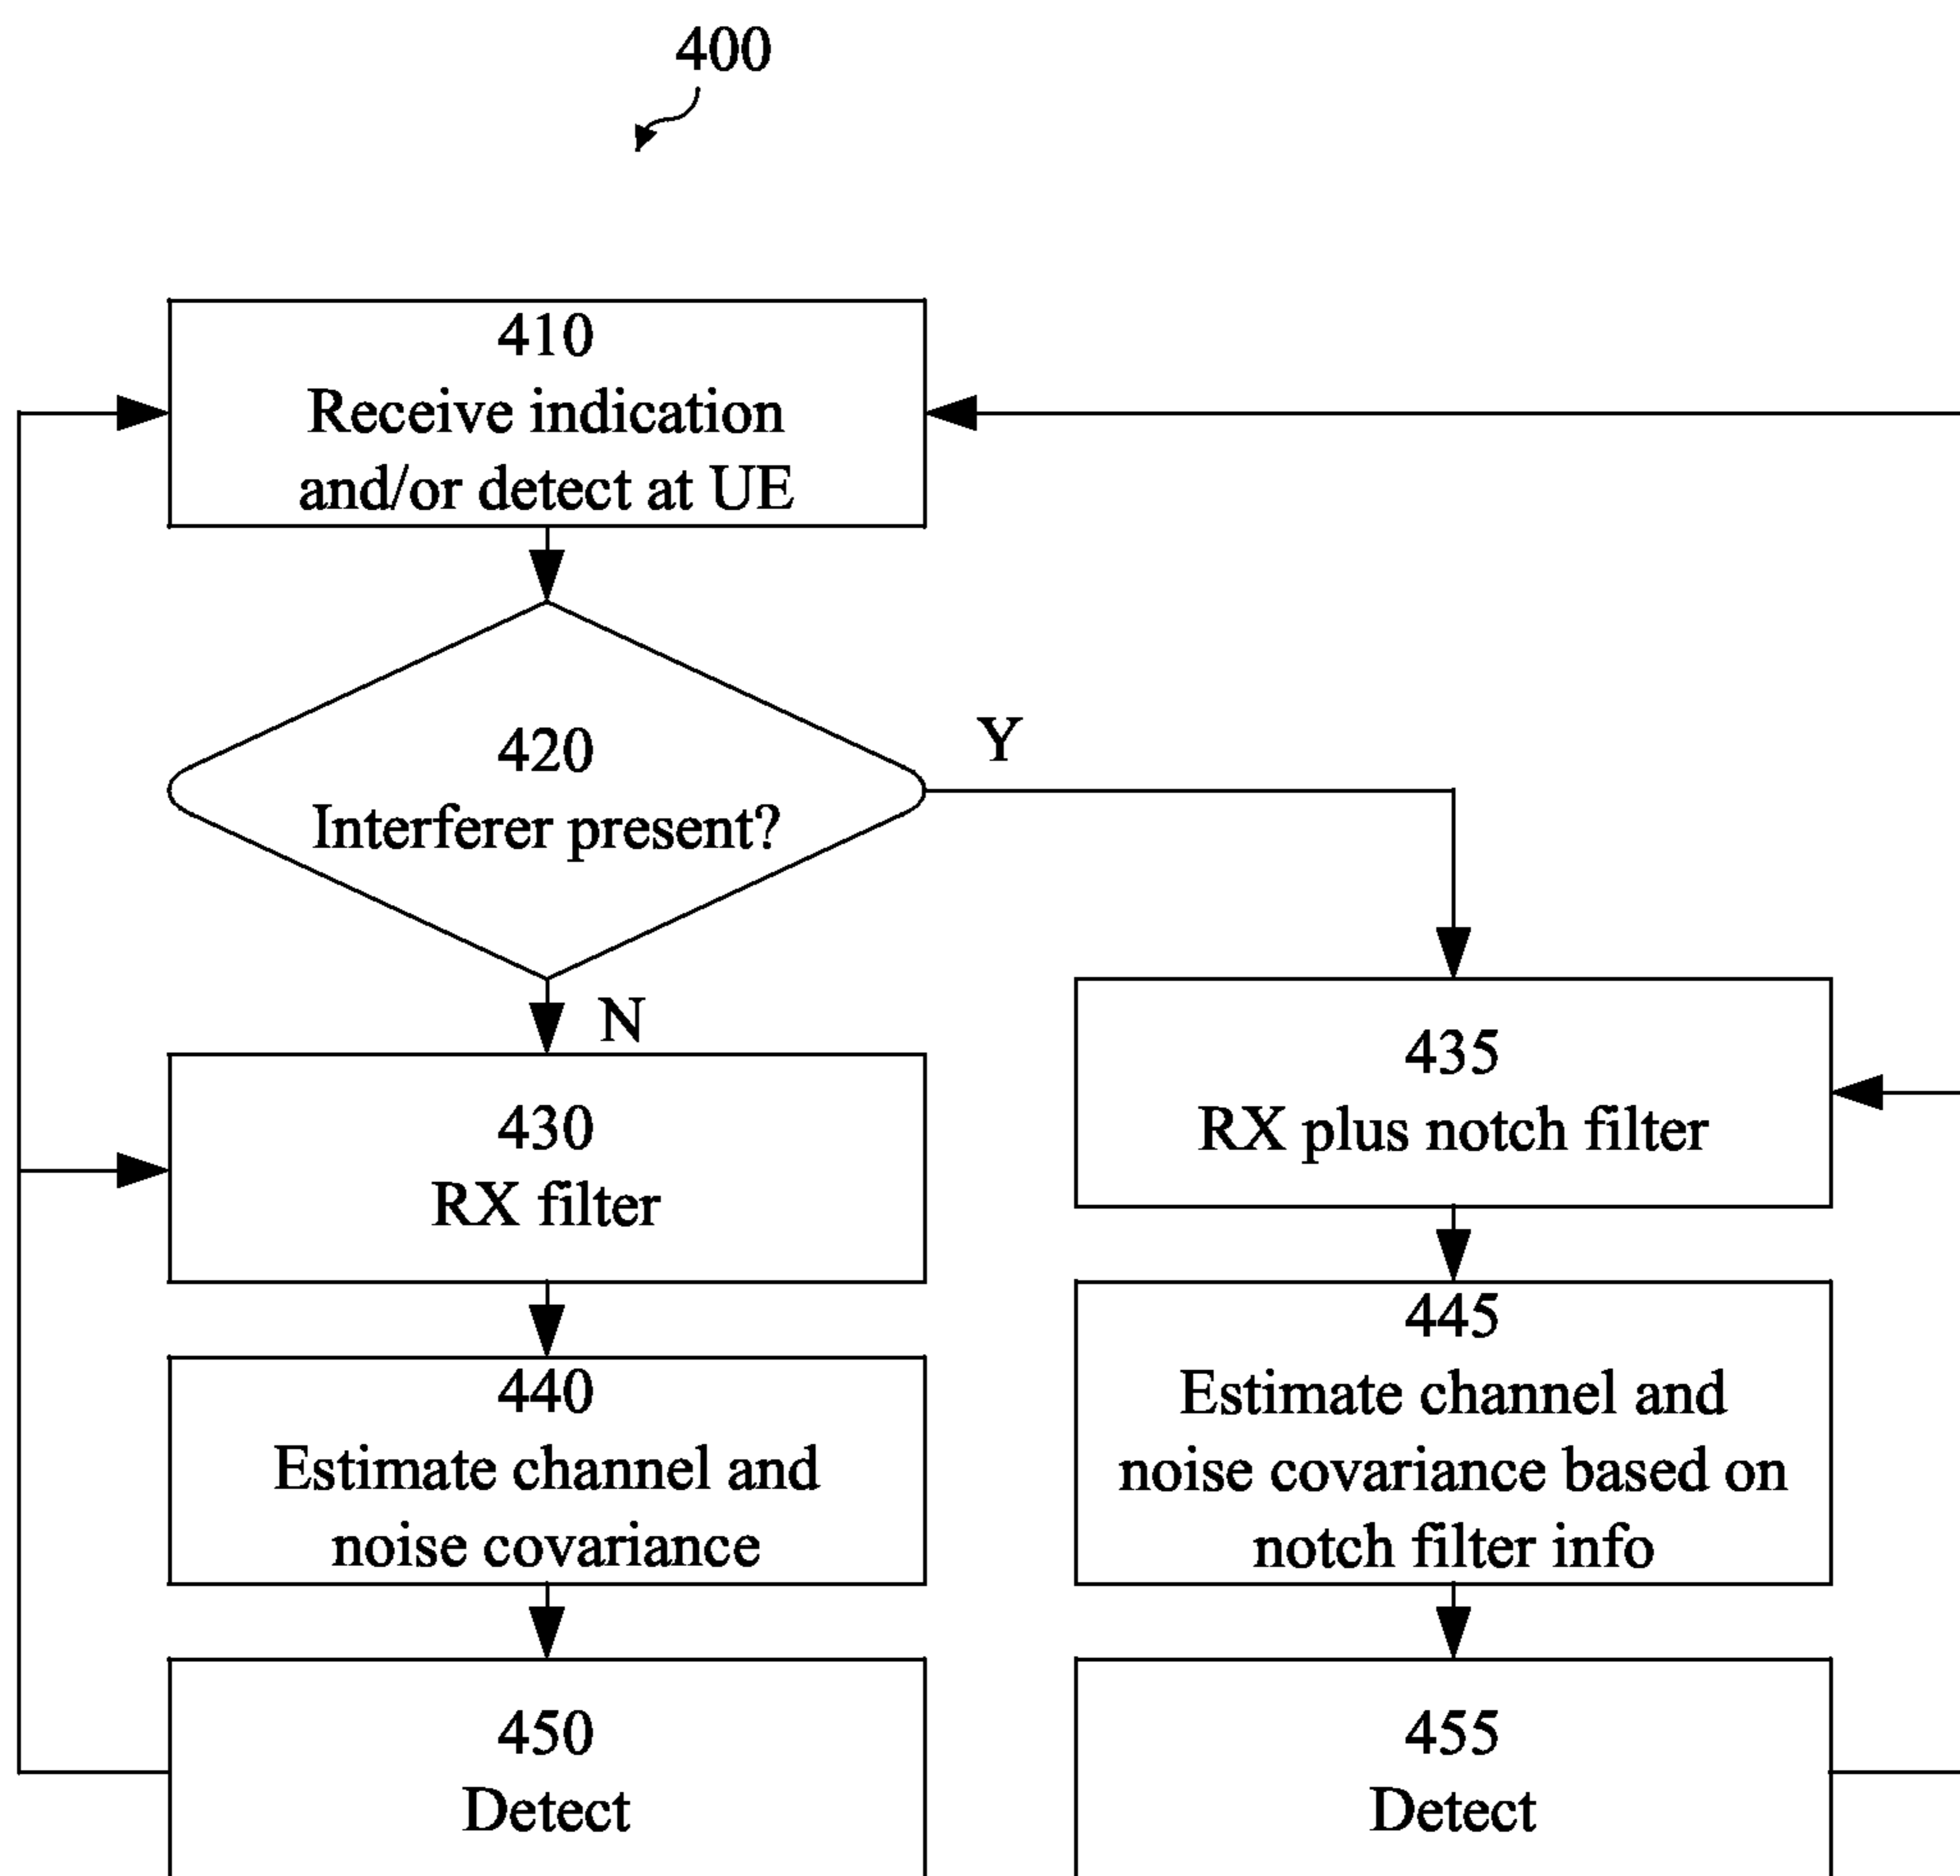 400
410
Receive indication
and/or detect at UE
420
Interferer present?
Y
N
430
RX filter
435
RX plus notch filter
440
Estimate channel and
noise covariance
445
Estimate channel and
noise covariance based on
notch filter info
450
Detect
455
Detect